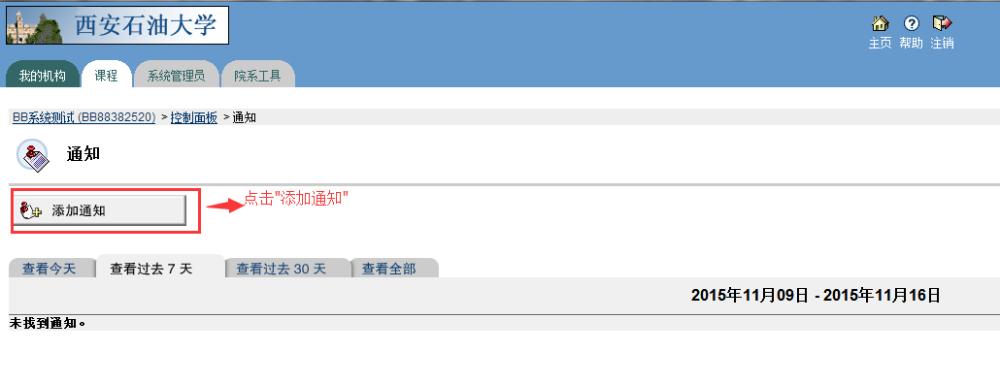 西安石油大学
主页 帮助 注销
我的机构 课程 系统管理员 院系工具
BB系统测试 (BB88382520) > 控制面板 > 通知
通知
添加通知
点击"添加通知"
查看今天 查看过去 7 天 查看过去 30 天 查看全部
2015年11月09日 - 2015年11月16日
未找到通知。